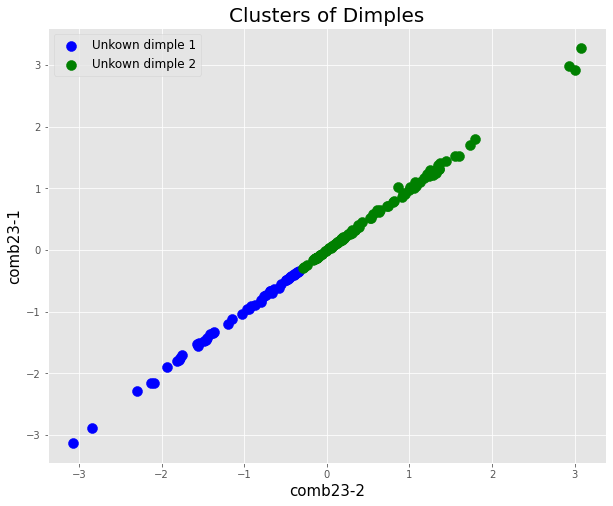 Clusters of Dimples
Unkown dimple 1
Unkown dimple 2
3
2
1
0
−1
−2
−3
comb23-1
−3
−2
−1
0
1
2
3
comb23-2